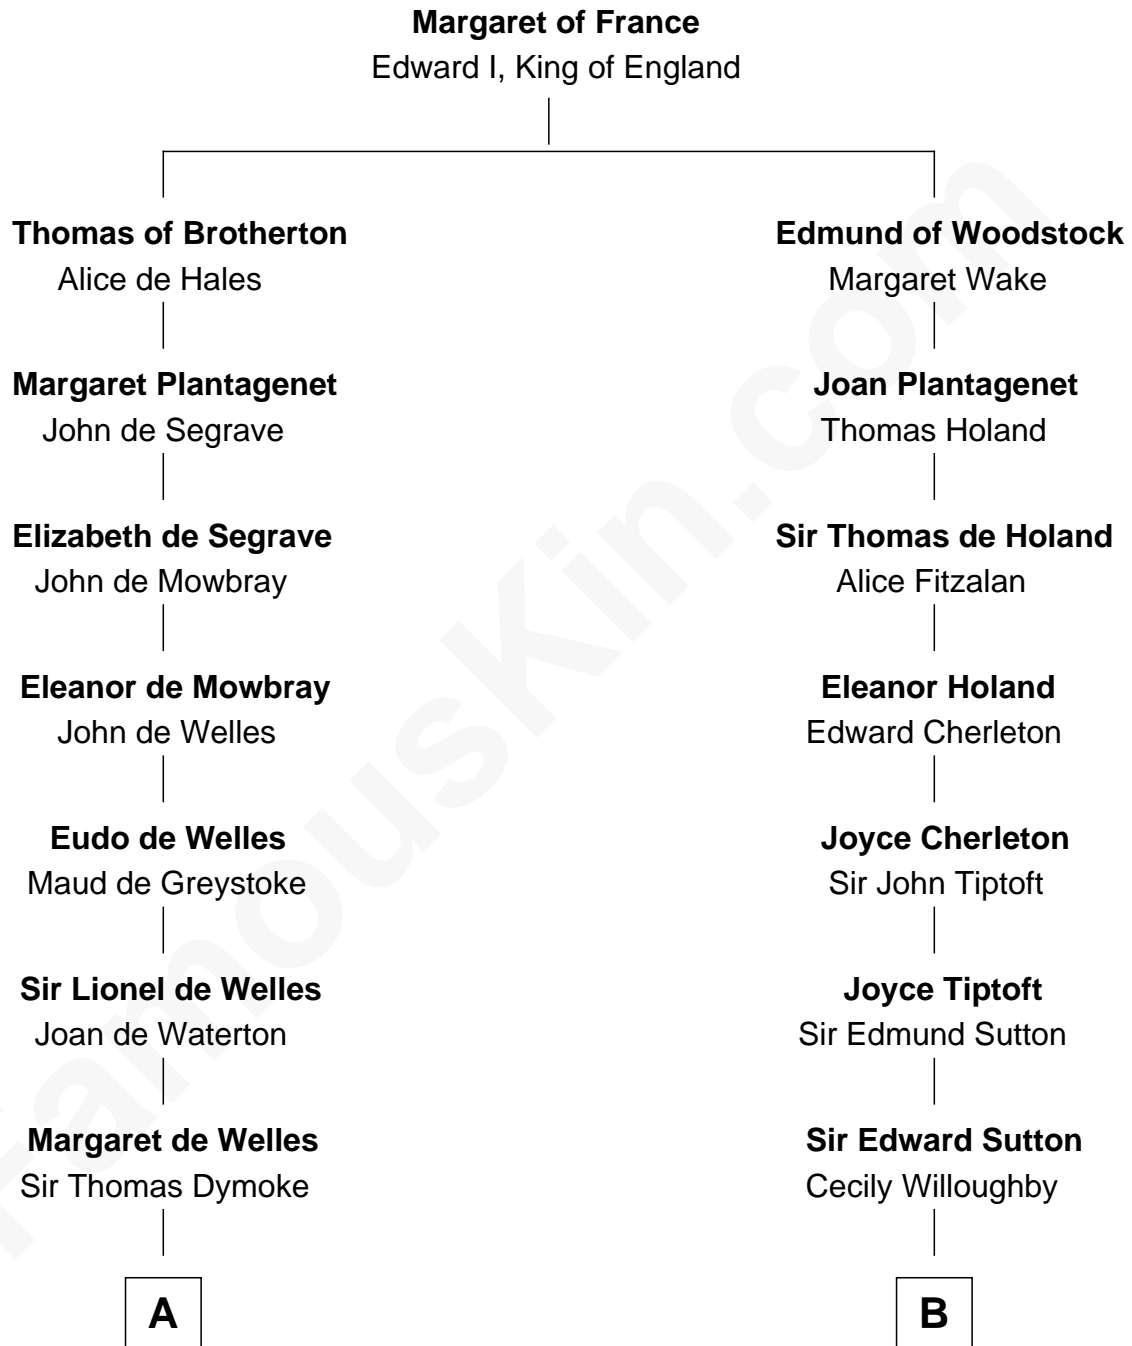 Margaret of France
Edward I, King of England
Thomas of Brotherton
Alice de Hales
Edmund of Woodstock
Margaret Wake
Margaret Plantagenet
John de Segrave
Joan Plantagenet
Thomas Holand
Elizabeth de Segrave
John de Mowbray
Sir Thomas de Holand
Alice Fitzalan
Eleanor de Mowbray
John de Welles
Eleanor Holand
Edward Cherleton
Eudo de Welles
Maud de Greystoke
Joyce Cherleton
Sir John Tiptoft
Sir Lionel de Welles
Joan de Waterton
Joyce Tiptoft
Sir Edmund Sutton
Margaret de Welles
Sir Thomas Dymoke
Sir Edward Sutton
Cecily Willoughby
A
B
FamousKin.com